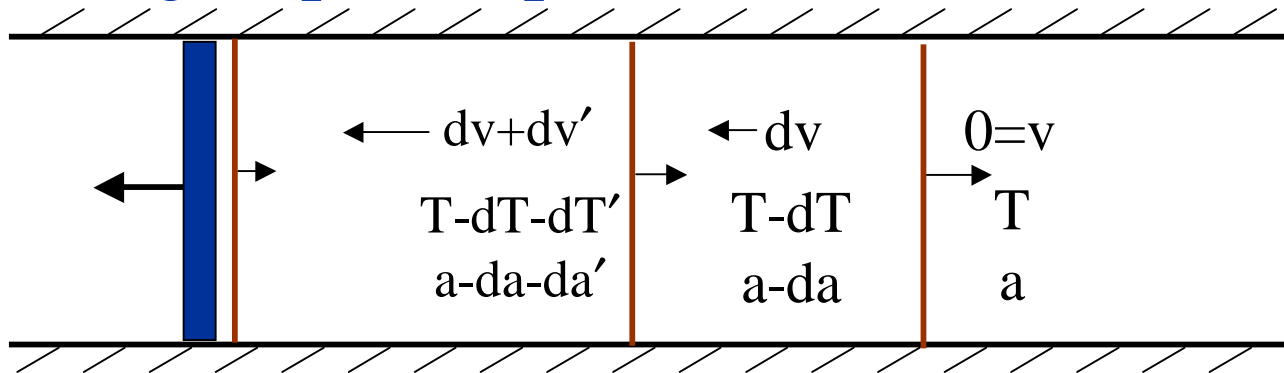 dv+dv′ dv 0=v
T-dT-dT′ T-dT T
a-da-da′ a-da a